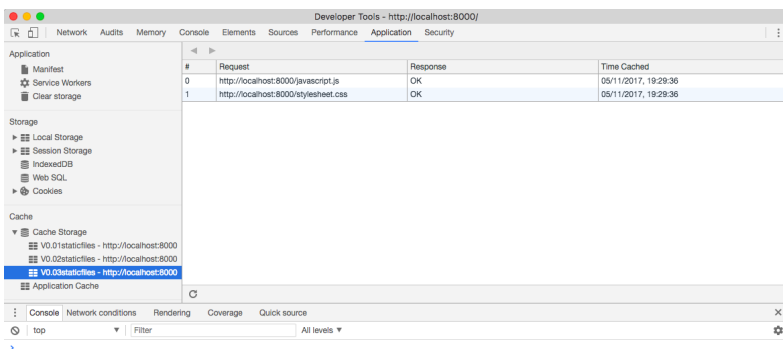 Developer Tools - http://localhost:8000/
Network Audits Memory Console Elements Sources Performance Application Security
Application
Manifest
Service Workers
Clear storage
Storage
Local Storage
Session Storage
IndexedDB
Web SQL
Cookies
Cache
Cache Storage
V0.01staticfiles - http://localhost:8000
V0.02staticfiles - http://localhost:8000
V0.03staticfiles - http://localhost:8000
Application Cache
# Request Response Time Cached
0 http://localhost:8000/javascript.js OK 05/11/2017, 19:29:36
1 http://localhost:8000/stylesheet.css OK 05/11/2017, 19:29:36
Console Network conditions Rendering Coverage Quick source
top Filter All levels